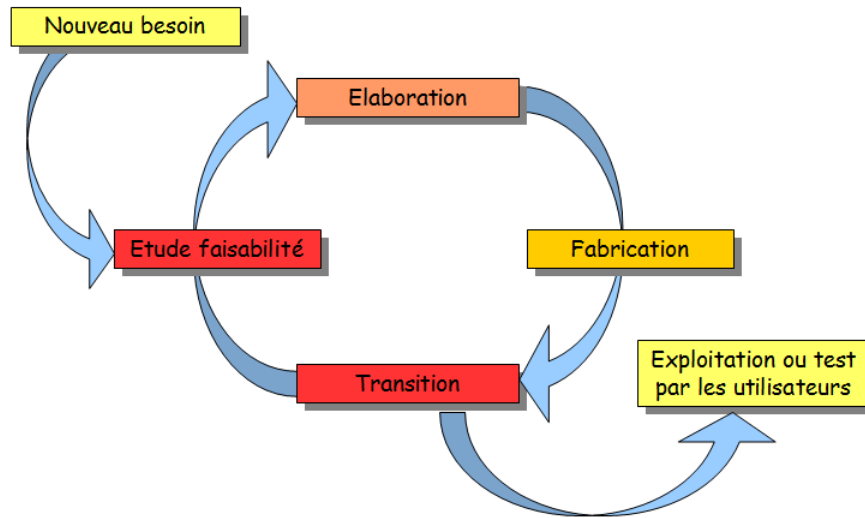 Nouveau besoin
Elaboration
Etude faisabilité
Fabrication
Transition
Exploitation ou test
par les utilisateurs